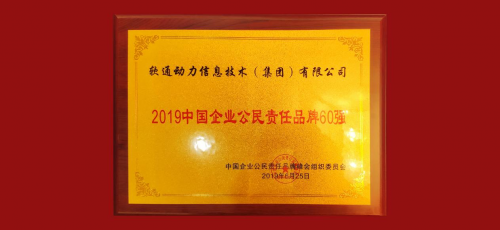 软通动力信息技术（集团）有限公司
2019中国企业公民责任品牌60强
中国企业公民责任品牌峰会组织委员会
2019年6月25日